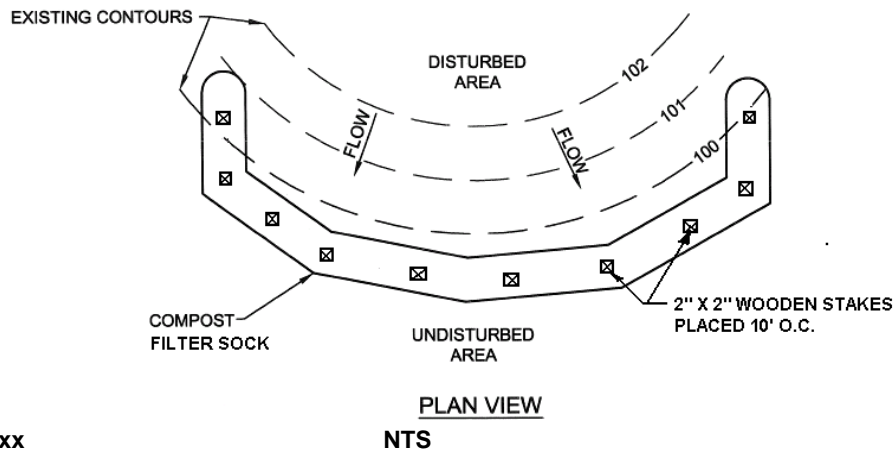 EXISTING CONTOURS
DISTURBED
AREA
102
101
100
FLOW
FLOW
2" X 2" WOODEN STAKES
PLACED 10' O.C.
COMPOST
FILTER SOCK
UNDISTURBED
AREA
PLAN VIEW
xx
NTS